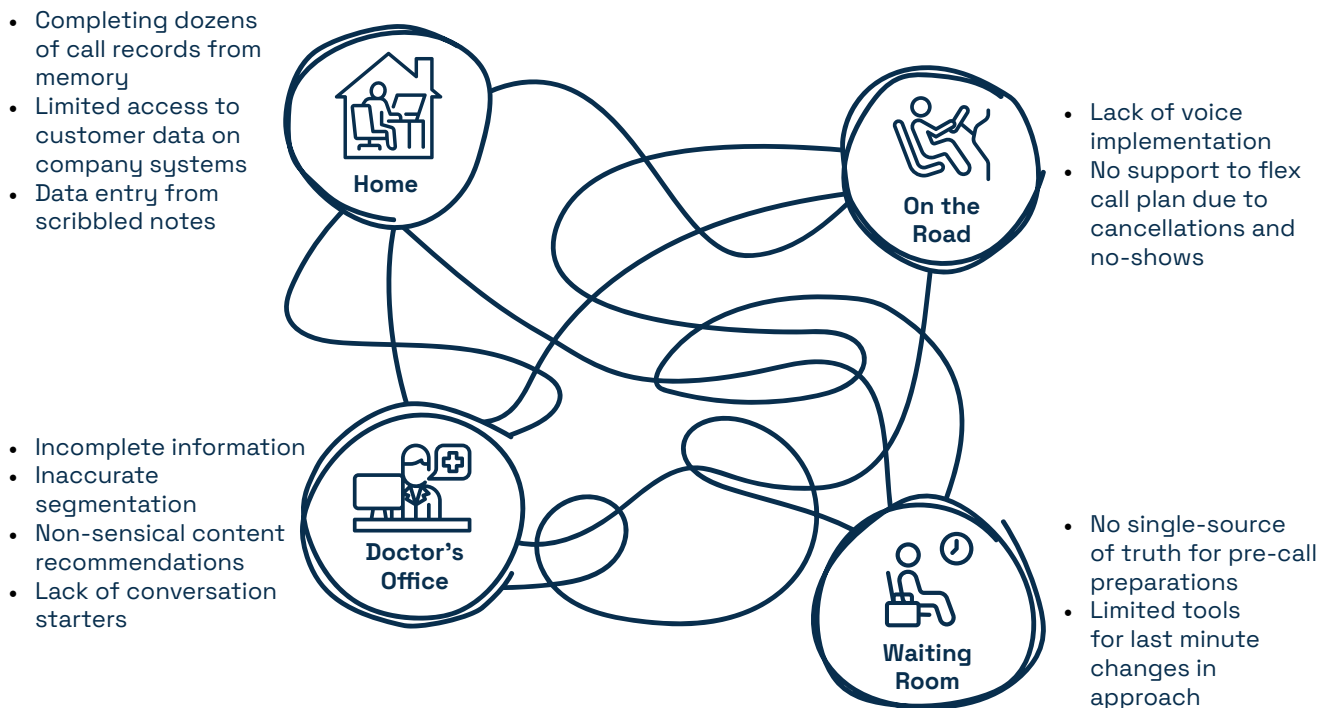 • Completing dozens
of call records from
memory
• Limited access to
customer data on
company systems
• Data entry from
scribbled notes
Home
On the
Road
• Lack of voice
implementation
• No support to flex
call plan due to
cancellations and
no-shows
• Incomplete information
• Inaccurate
segmentation
• Non-sensical content
recommendations
• Lack of conversation
starters
Doctor's
Office
Waiting
Room
• No single-source
of truth for pre-call
preparations
• Limited tools
for last minute
changes in
approach